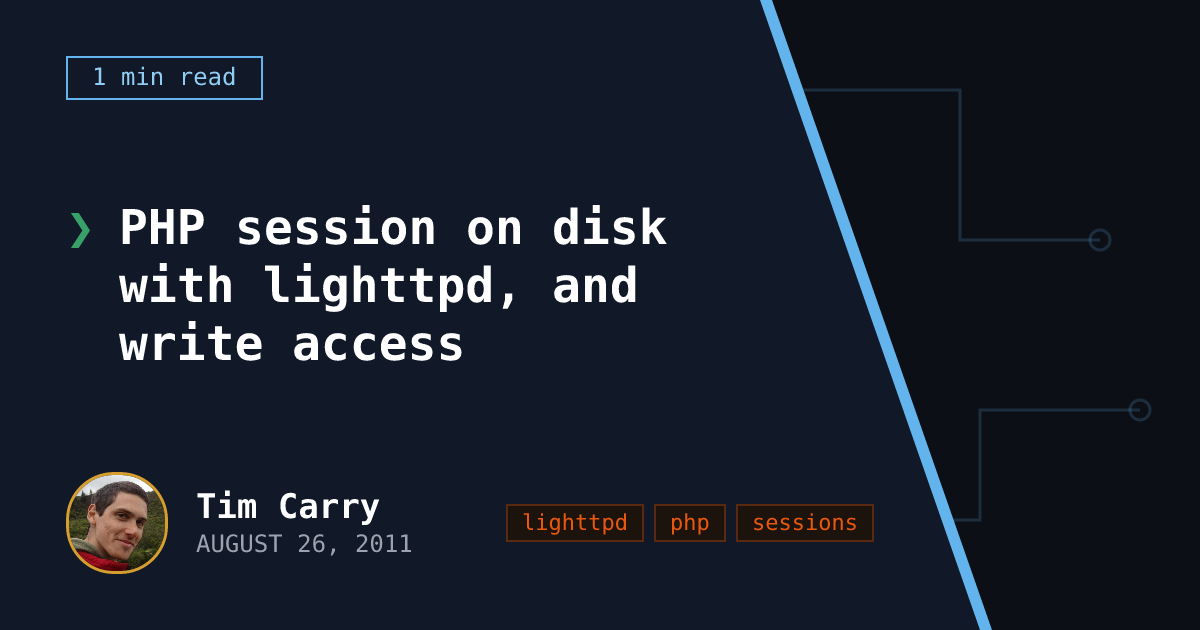 1 min read
❯ PHP session on disk
with lighttpd, and
write access
Tim Carry
AUGUST 26, 2011
lighttpd php sessions